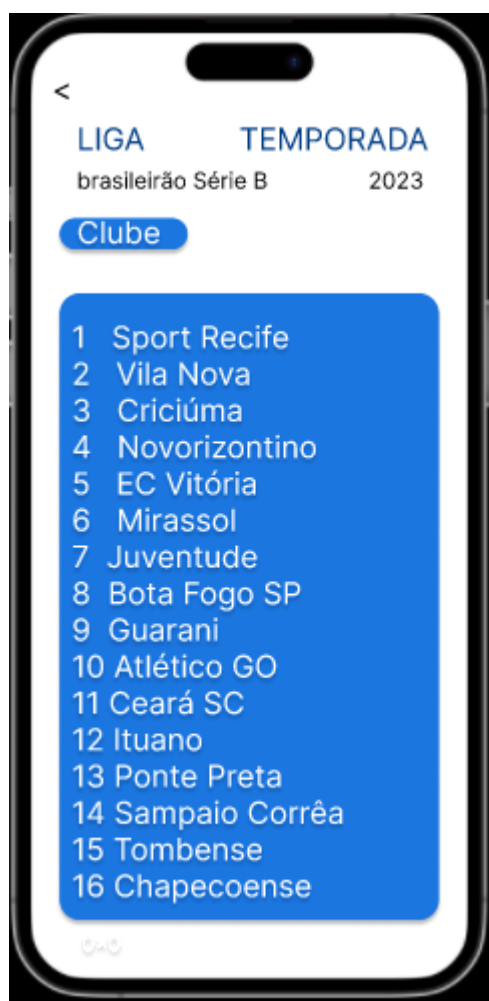 <
LIGA TEMPORADA
brasileirão Série B 2023
Clube
1 Sport Recife
2 Vila Nova
3 Criciúma
4 Novorizontino
5 EC Vitória
6 Mirassol
7 Juventude
8 Bota Fogo SP
9 Guarani
10 Atlético GO
11 Ceará SC
12 Ituano
13 Ponte Preta
14 Sampaio Corrêa
15 Tombense
16 Chapecoense
0x0